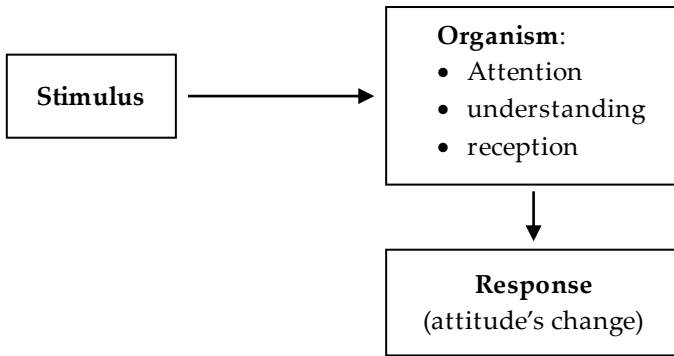 Stimulus
Organism:
• Attention
• understanding
• reception
Response
(attitude's change)